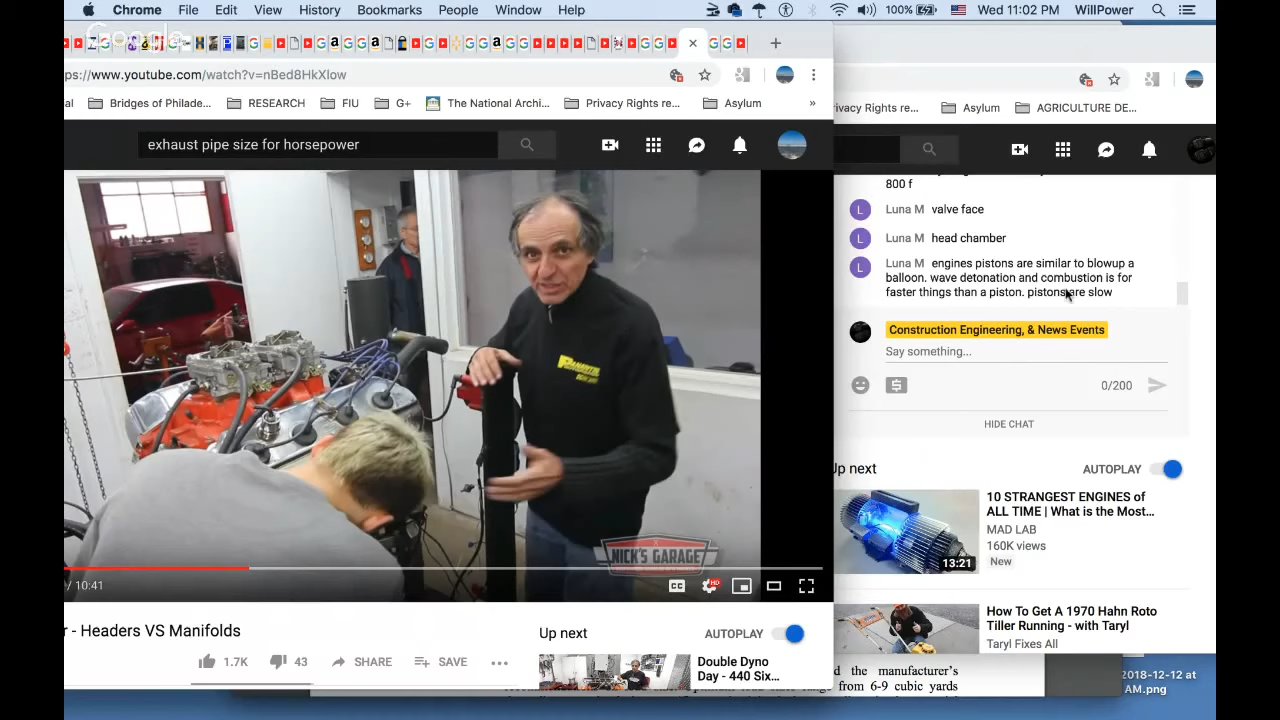 Chrome File Edit View History Bookmarks People Window Help 100% Wed 11:02 PM WillPower
Google
ps://www.youtube.com/watch?v=nBed8HkXlow
al Bridges of Philade... RESEARCH FIU G+ The National Archi... Privacy Rights re... Asylum »
ivacy Rights re... Asylum AGRICULTURE DE...
exhaust pipe size for horsepower
800 f
Luna M valve face
Luna M head chamber
Luna M engines pistons are similar to blowup a
balloon. wave detonation and combustion is for
faster things than a piston. pistons are slow
Construction Engineering, & News Events
Say something...
0/200
HIDE CHAT
Up next AUTOPLAY
10 STRANGEST ENGINES of
ALL TIME | What is the Most...
MAD LAB
160K views
New
13:21
How To Get A 1970 Hahn Roto
Tiller Running - with Taryl
Taryl Fixes All
NICK'S GARAGE
/ 10:41
CC HD
r - Headers VS Manifolds
1.7K 43 SHARE SAVE
Up next AUTOPLAY
Double Dyno
Day - 440 Six...
d the manufacturer's
from 6-9 cubic yards
2018-12-12 at
AM.png